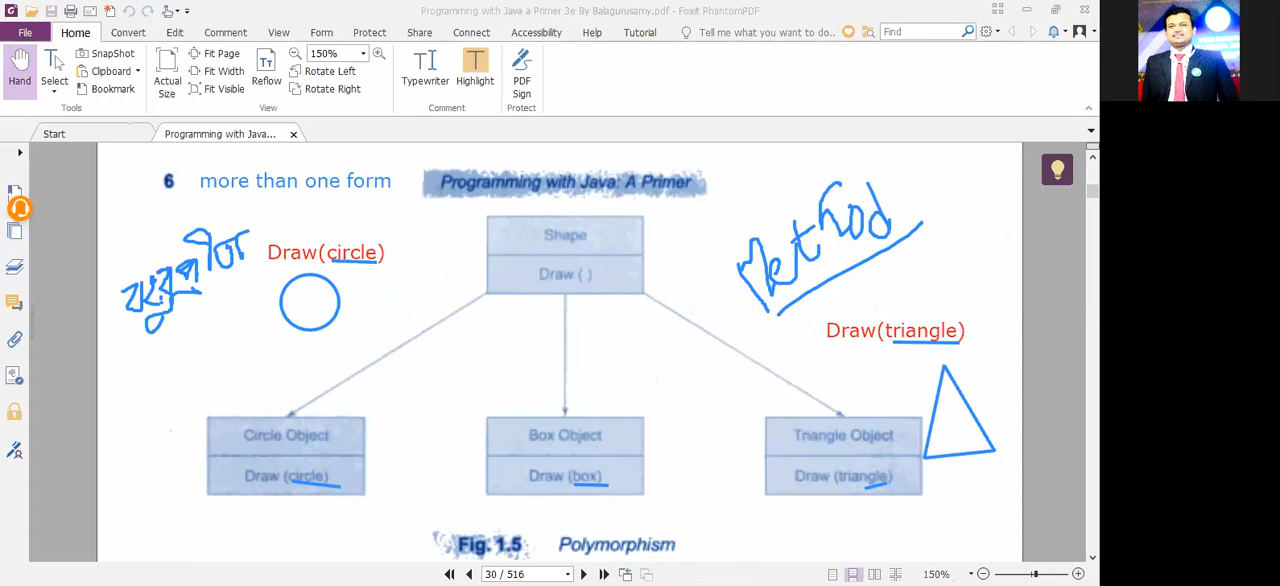 Programming with Java a Primer 3e By Balagurusamy.pdf - Foxit PhantomPDF
File Home Convert Edit View Form Protect Share Connect Accessibility Help Tutorial Tell me what you want to do.. Find
Hand Select SnapShot Clipboard Bookmark Actual Size Fit Page Fit Width Fit Visible Reflow 150% Rotate Left Rotate Right Typewriter Highlight PDF Sign
Tools View Comment Protect
Start Programming with Java...
6 more than one form Programming with Java: A Primer
Method
Shape
Draw(circle)
Draw ( )
Draw(triangle)
Circle Object Box Object Triangle Object
Draw (circle) Draw (box) Draw (triangle)
Fig. 1.5 Polymorphism
30 / 516 150%